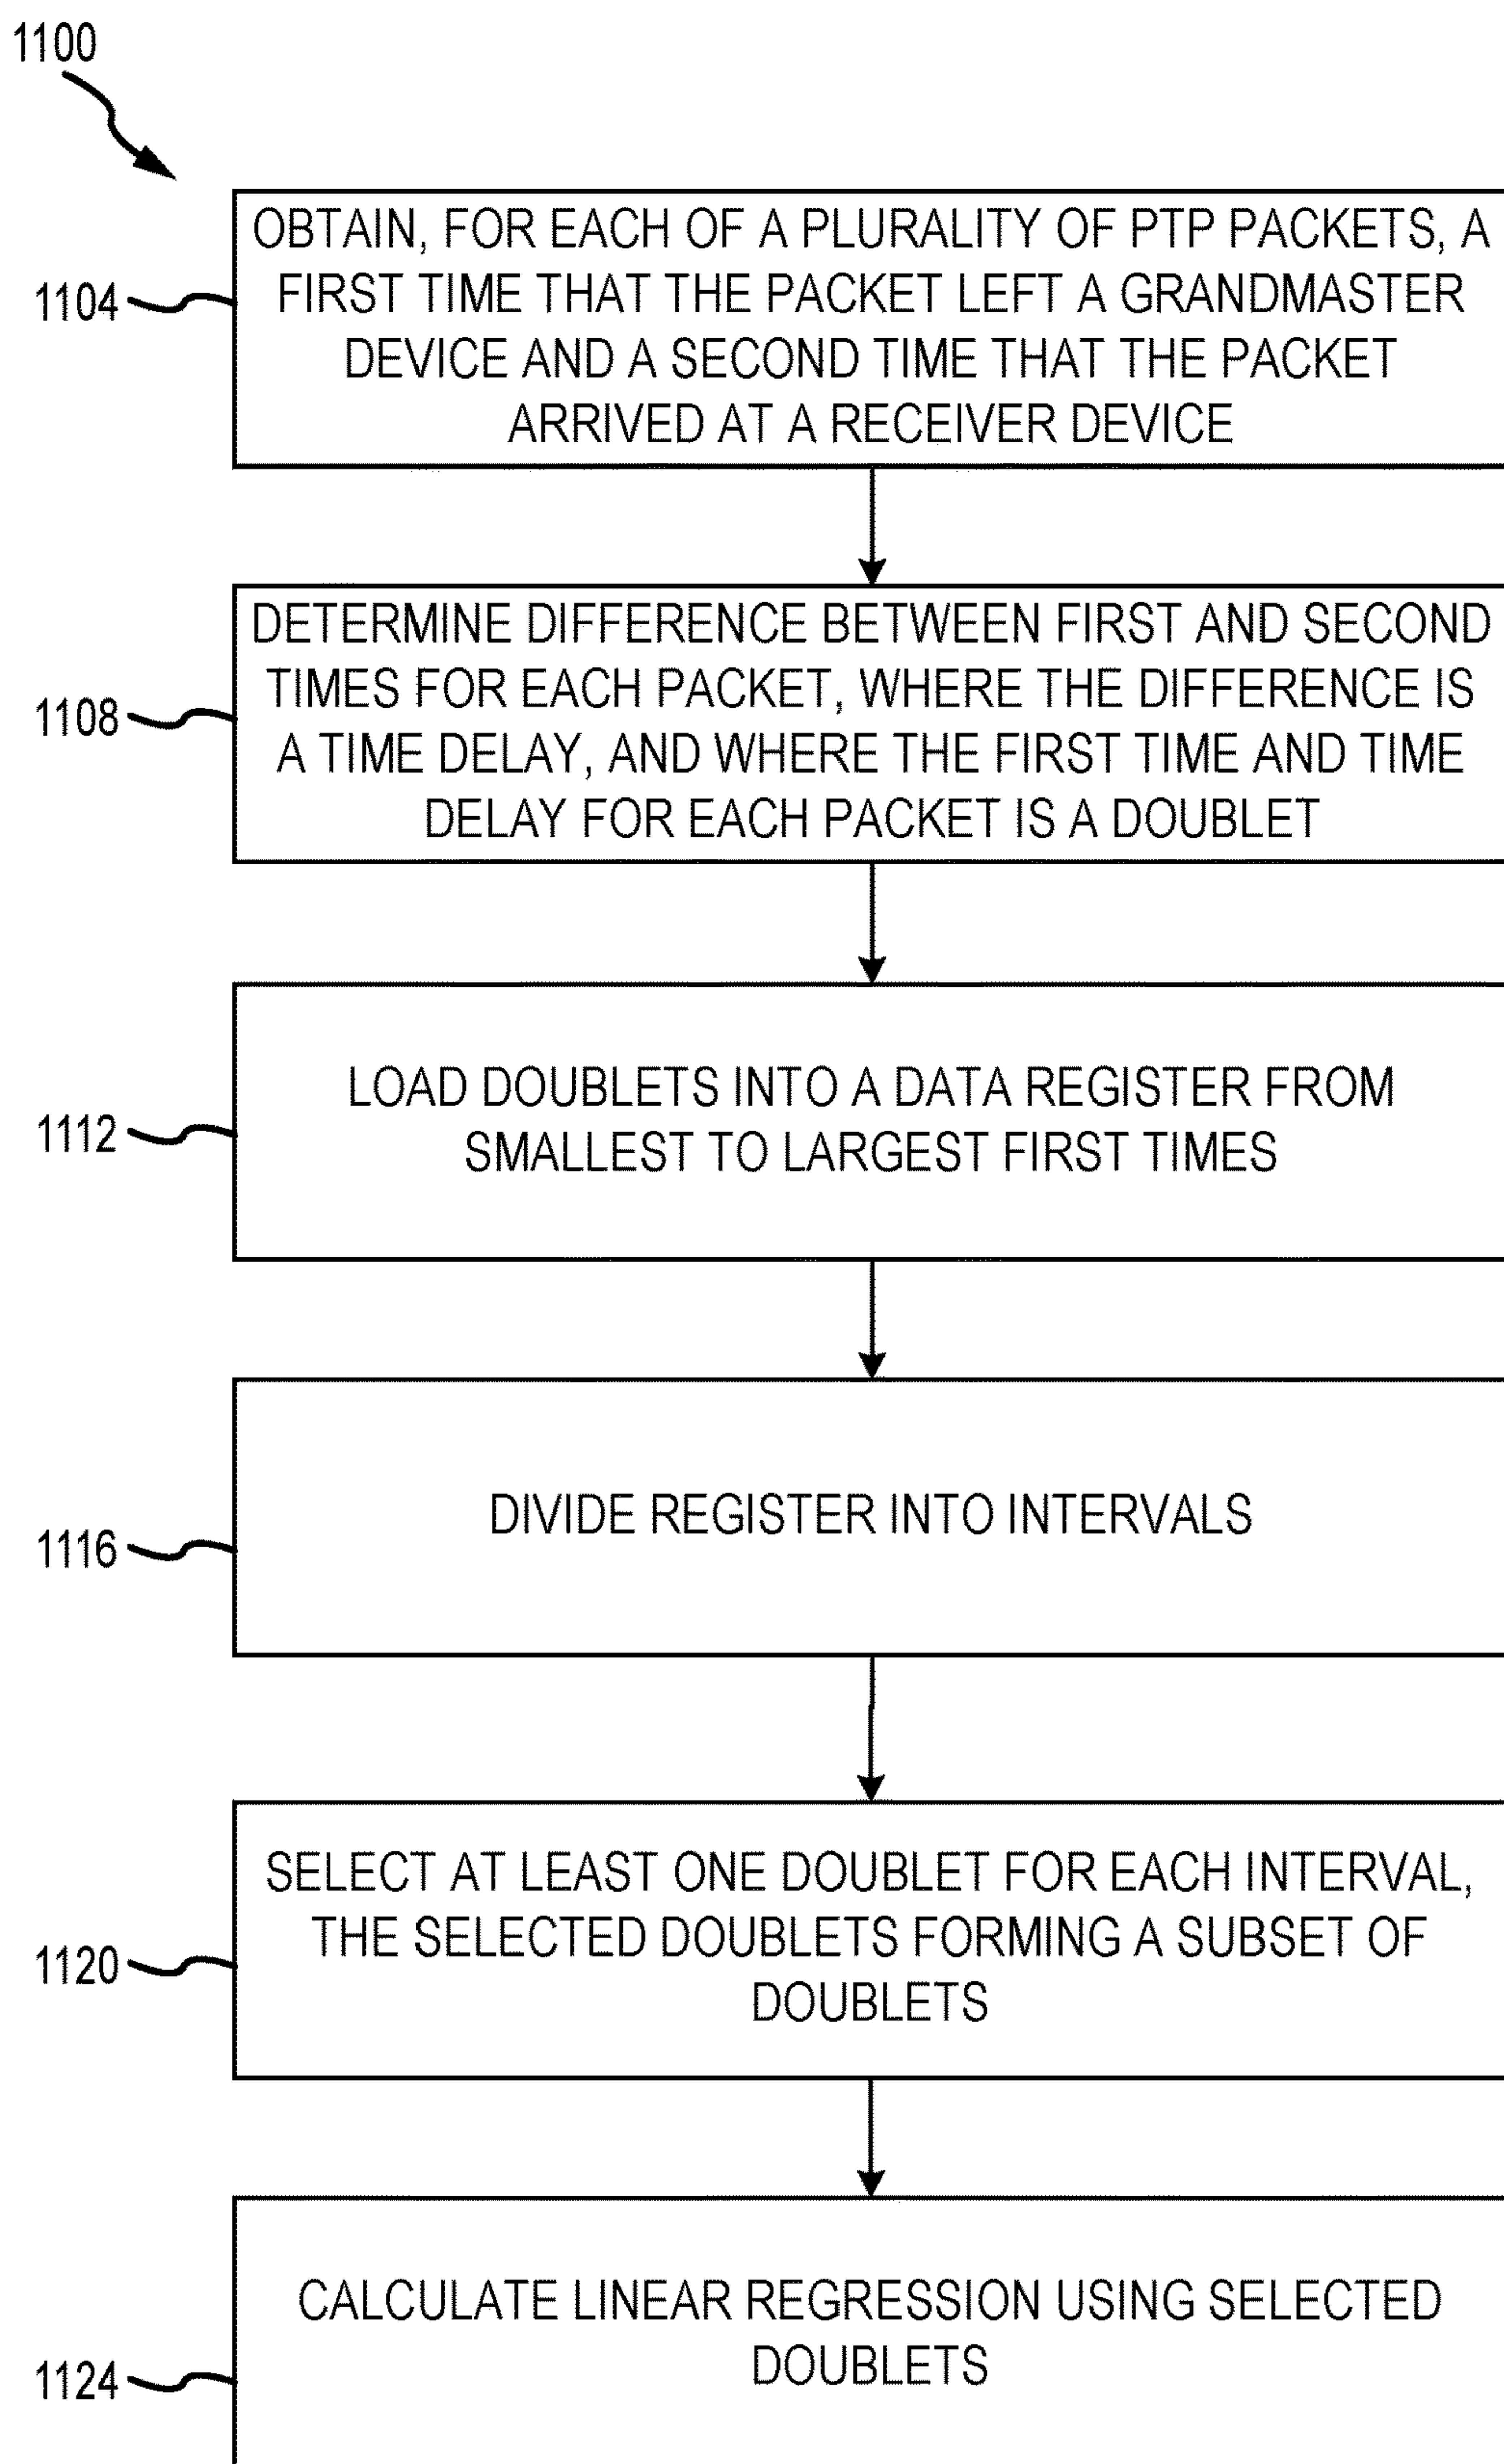 1100
OBTAIN, FOR EACH OF A PLURALITY OF PTP PACKETS, A
FIRST TIME THAT THE PACKET LEFT A GRANDMASTER
DEVICE AND A SECOND TIME THAT THE PACKET
ARRIVED AT A RECEIVER DEVICE
1104
DETERMINE DIFFERENCE BETWEEN FIRST AND SECOND
TIMES FOR EACH PACKET, WHERE THE DIFFERENCE IS
A TIME DELAY, AND WHERE THE FIRST TIME AND TIME
DELAY FOR EACH PACKET IS A DOUBLET
1108
LOAD DOUBLETS INTO A DATA REGISTER FROM
SMALLEST TO LARGEST FIRST TIMES
1112
DIVIDE REGISTER INTO INTERVALS
1116
SELECT AT LEAST ONE DOUBLET FOR EACH INTERVAL,
THE SELECTED DOUBLETS FORMING A SUBSET OF
DOUBLETS
1120
CALCULATE LINEAR REGRESSION USING SELECTED
DOUBLETS
1124